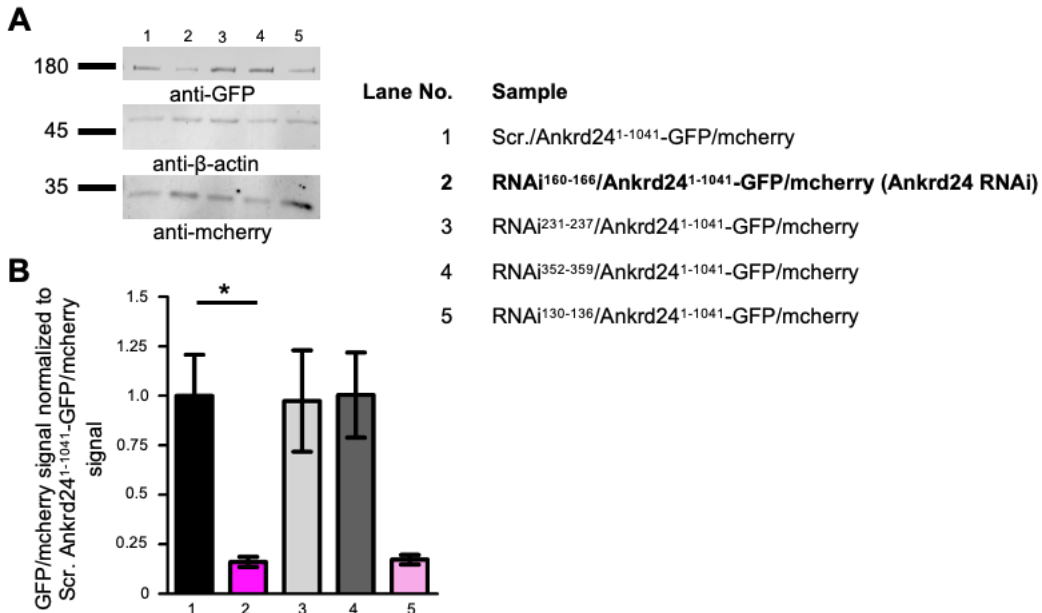 A
1 2 3 4 5
180
anti-GFP
45
anti-β-actin
35
anti-mcherry
Lane No. Sample
1 Scr./Ankrd24¹⁻¹⁰⁴¹-GFP/mcherry
2 RNAi¹⁶⁰⁻¹⁶⁶/Ankrd24¹⁻¹⁰⁴¹-GFP/mcherry (Ankrd24 RNAi)
3 RNAi²³¹⁻²³⁷/Ankrd24¹⁻¹⁰⁴¹-GFP/mcherry
4 RNAi³⁵²⁻³⁵⁹/Ankrd24¹⁻¹⁰⁴¹-GFP/mcherry
5 RNAi¹³⁰⁻¹³⁶/Ankrd24¹⁻¹⁰⁴¹-GFP/mcherry
B
GFP/mcherry signal normalized to
Scr. Ankrd24¹⁻¹⁰⁴¹-GFP/mcherry
signal
1.5
1.25
1.0
0.75
0.5
0.25
0
*
1 2 3 4 5